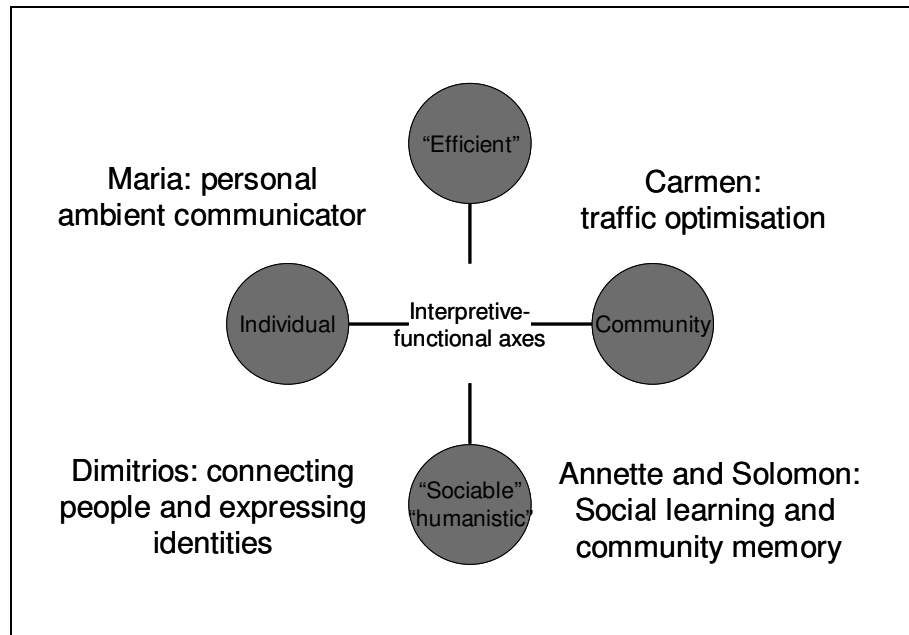 “Efficient”
Maria: personal
ambient communicator
Carmen:
traffic optimisation
Individual
Interpretive-
functional axes
Community
Dimitrios: connecting
people and expressing
identities
“Sociable”
“humanistic”
Annette and Solomon:
Social learning and
community memory